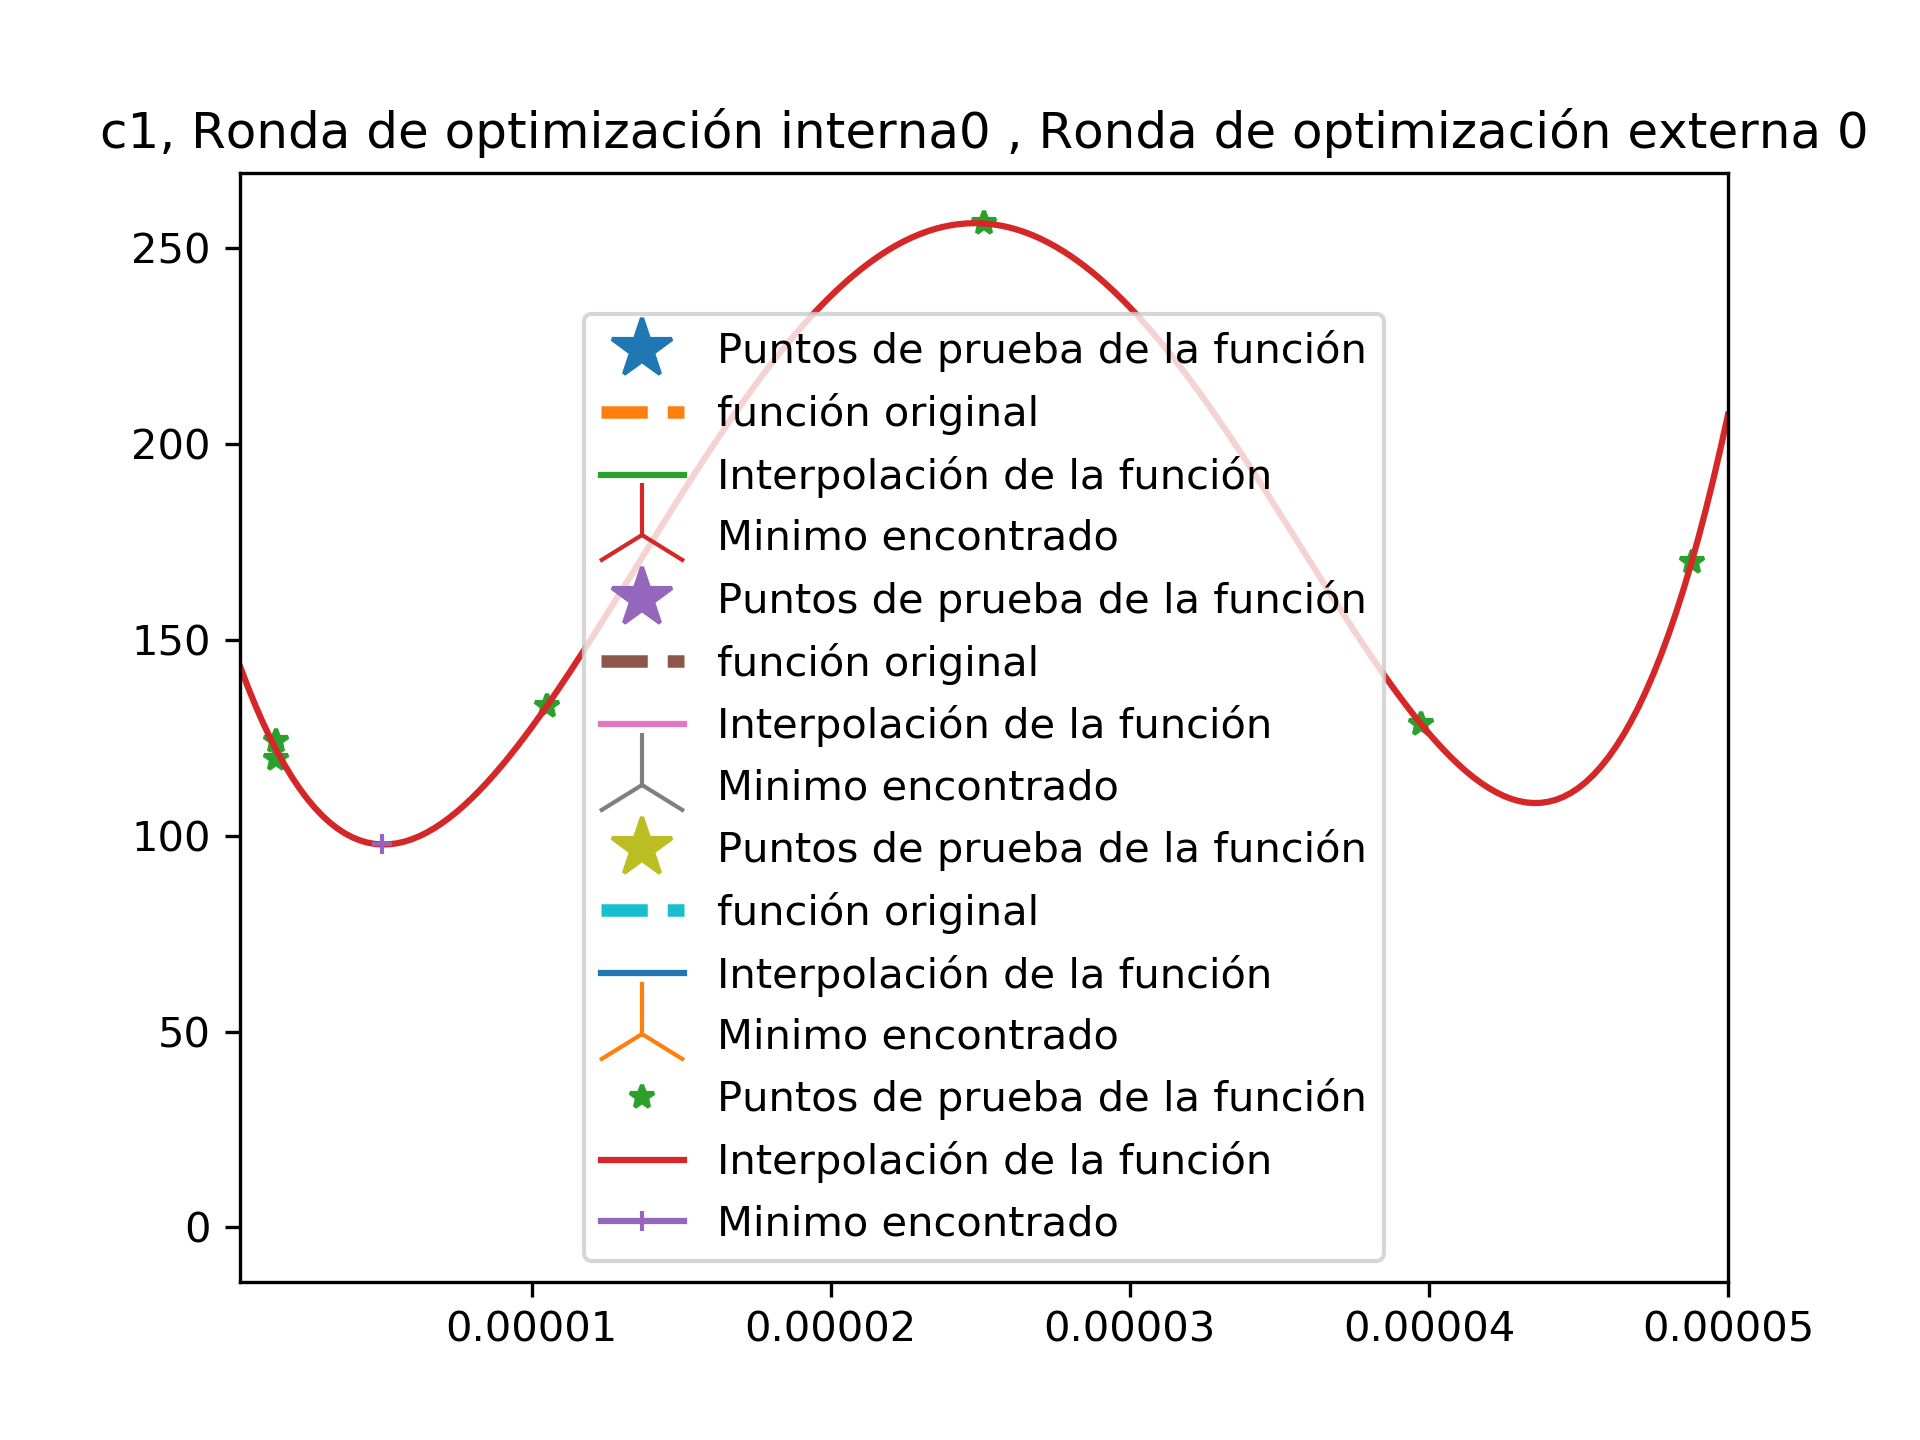 c1, Ronda de optimización interna0 , Ronda de optimización externa 0
250
200
150
100
50
0
Puntos de prueba de la función
función original
Interpolación de la función
Minimo encontrado
Puntos de prueba de la función
función original
Interpolación de la función
Minimo encontrado
Puntos de prueba de la función
función original
Interpolación de la función
Minimo encontrado
Puntos de prueba de la función
Interpolación de la función
Minimo encontrado
0.00001 0.00002 0.00003 0.00004 0.00005